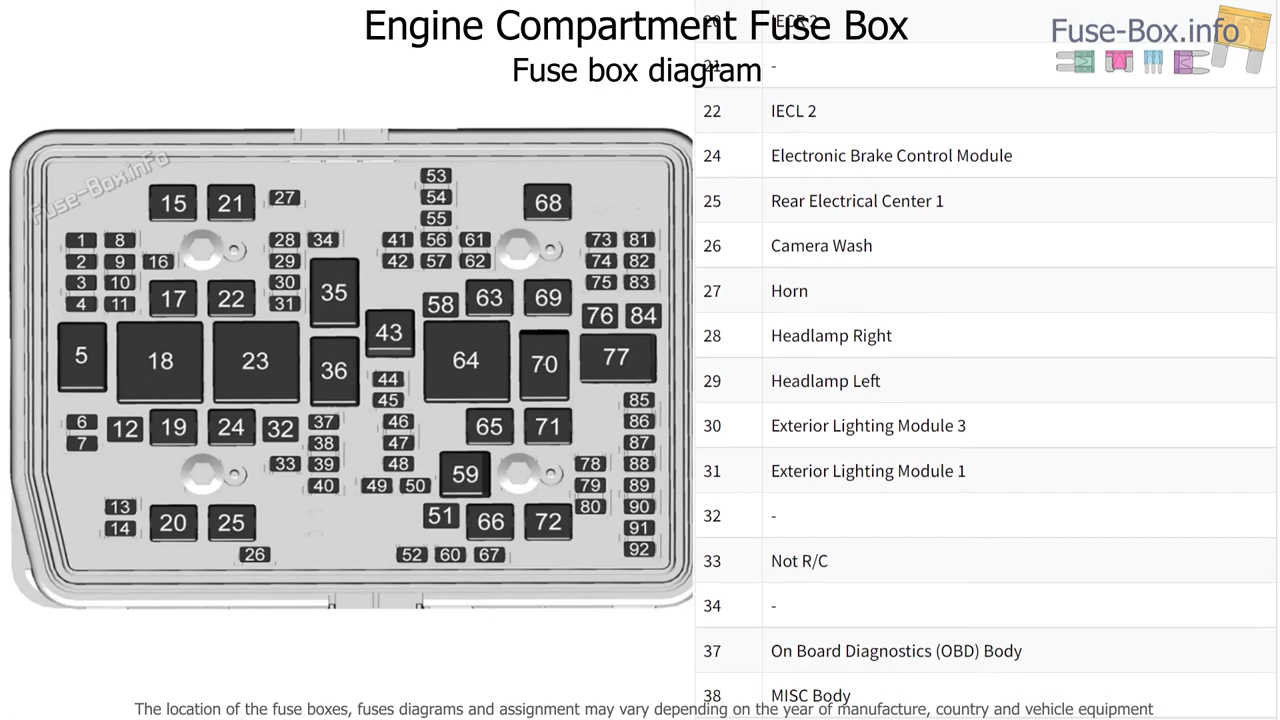 Engine Compartment Fuse Box
Fuse box diagram
Fuse-Box.info
Fuse-Box.inFo
53
15 21 27 54 68
55
1 8 28 34 41 56 61 73 81
2 9 16 29 42 57 62 74 82
3 10 30 75 83
4 11 17 22 31 35 58 63 69
76 84
43
5 18 23 36 64 70 77
44
45 85
6 12 19 24 32 37 46 65 71 86
7 38 47 87
33 39 48 59 78 88
40 49 50 79 89
13 80 90
14 20 25 51 66 72 91
26 52 60 67 92
20 IECR 2
21 -
22 IECL 2
24 Electronic Brake Control Module
25 Rear Electrical Center 1
26 Camera Wash
27 Horn
28 Headlamp Right
29 Headlamp Left
30 Exterior Lighting Module 3
31 Exterior Lighting Module 1
32 -
33 Not R/C
34 -
37 On Board Diagnostics (OBD) Body
38 MISC Body
The location of the fuse boxes, fuses diagrams and assignment may vary depending on the year of manufacture, country and vehicle equipment